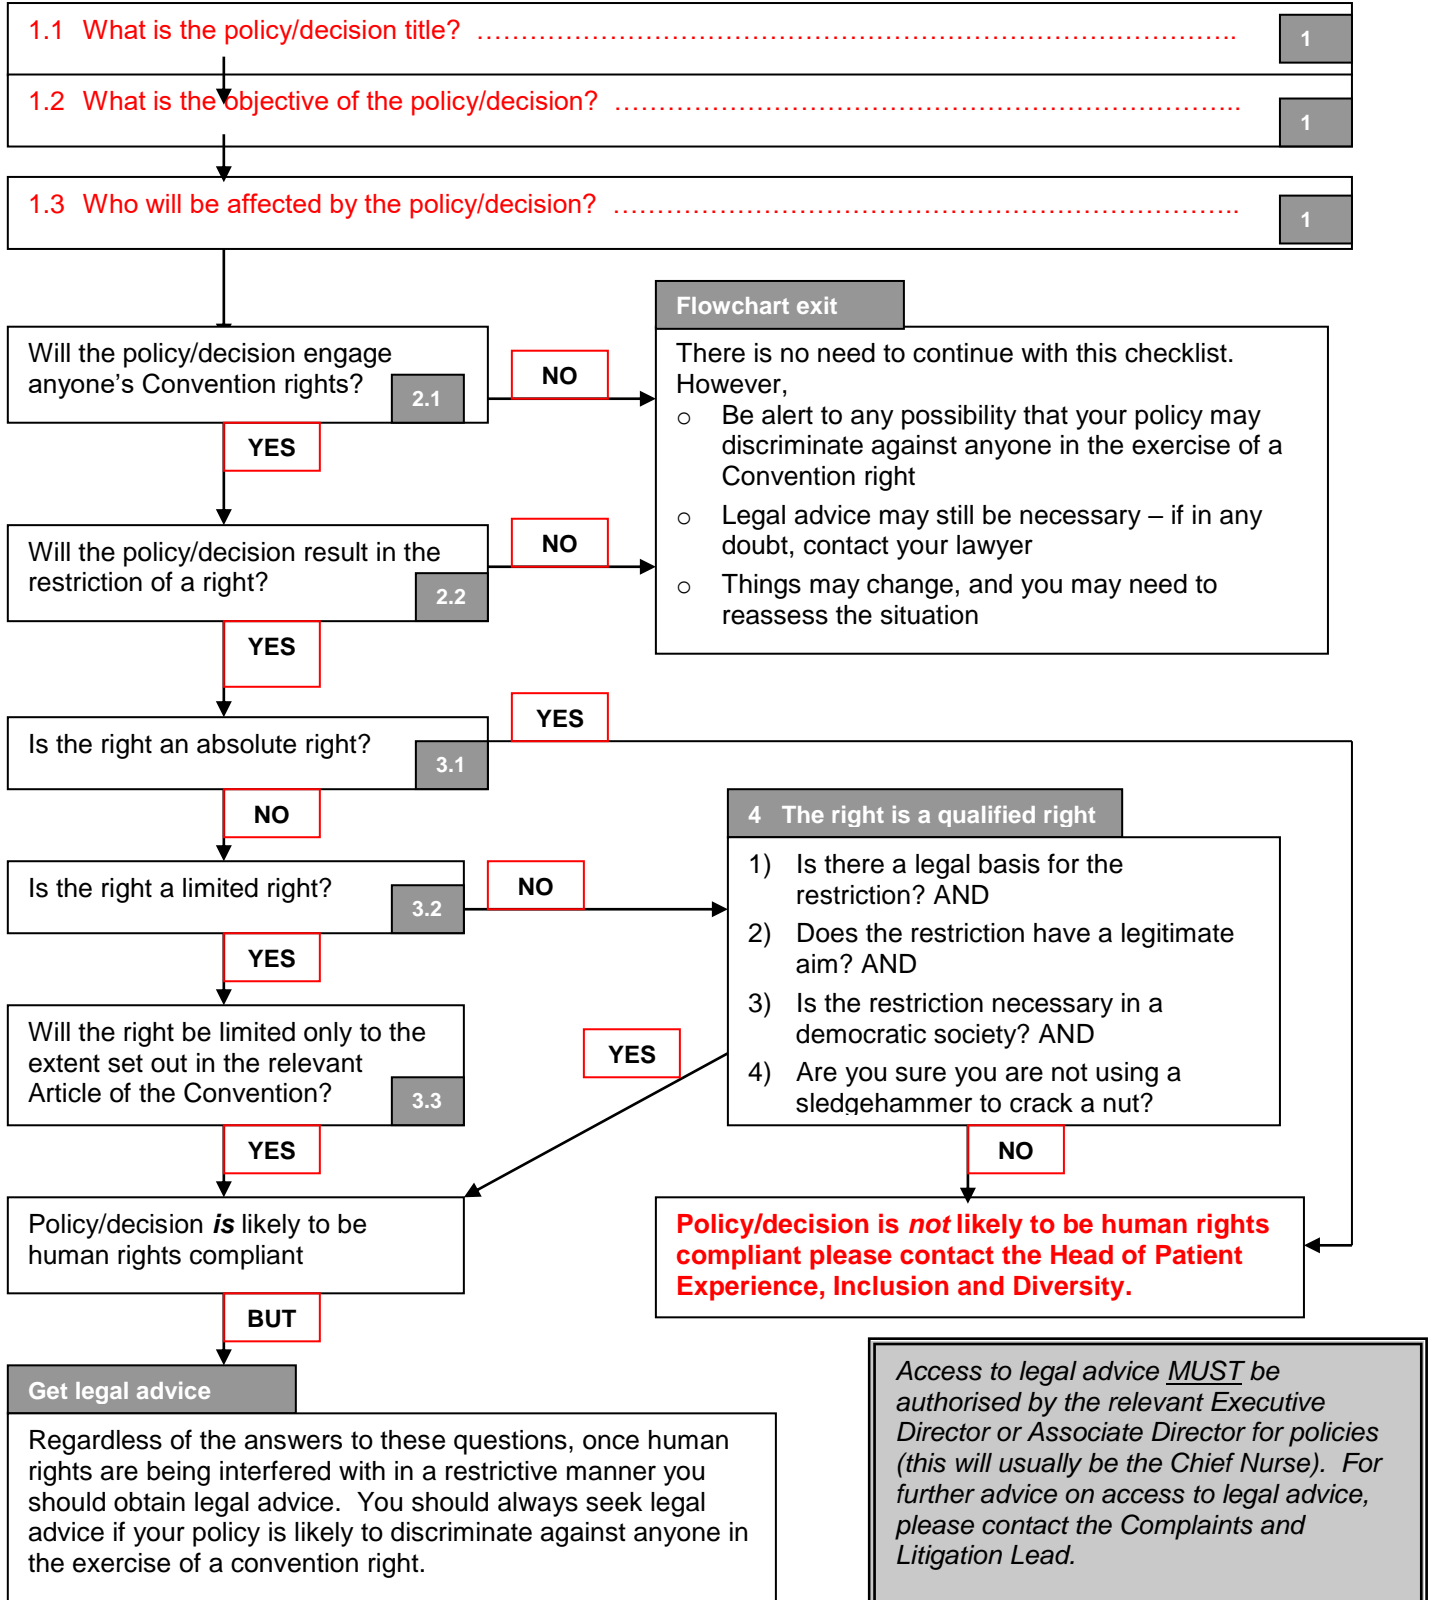 1.1 What is the policy/decision title? …………………………………………………………………………..
1
1.2 What is the objective of the policy/decision? ……………………………………………………………..
1
1.3 Who will be affected by the policy/decision? ……………………………………………………………..
1
Flowchart exit
Will the policy/decision engage
anyone’s Convention rights?
2.1
NO
There is no need to continue with this checklist.
However,
o Be alert to any possibility that your policy may
discriminate against anyone in the exercise of a
Convention right
o Legal advice may still be necessary – if in any
doubt, contact your lawyer
o Things may change, and you may need to
reassess the situation
YES
Will the policy/decision result in the
restriction of a right?
2.2
NO
YES
Is the right an absolute right?
3.1
YES
NO
Is the right a limited right?
3.2
NO
4 The right is a qualified right
1) Is there a legal basis for the
restriction? AND
2) Does the restriction have a legitimate
aim? AND
3) Is the restriction necessary in a
democratic society? AND
4) Are you sure you are not using a
sledgehammer to crack a nut?
YES
Will the right be limited only to the
extent set out in the relevant
Article of the Convention?
3.3
YES
YES
NO
Policy/decision is likely to be
human rights compliant
Policy/decision is not likely to be human rights
compliant please contact the Head of Patient
Experience, Inclusion and Diversity.
BUT
Get legal advice
Regardless of the answers to these questions, once human
rights are being interfered with in a restrictive manner you
should obtain legal advice. You should always seek legal
advice if your policy is likely to discriminate against anyone in
the exercise of a convention right.
Access to legal advice MUST be
authorised by the relevant Executive
Director or Associate Director for policies
(this will usually be the Chief Nurse). For
further advice on access to legal advice,
please contact the Complaints and
Litigation Lead.